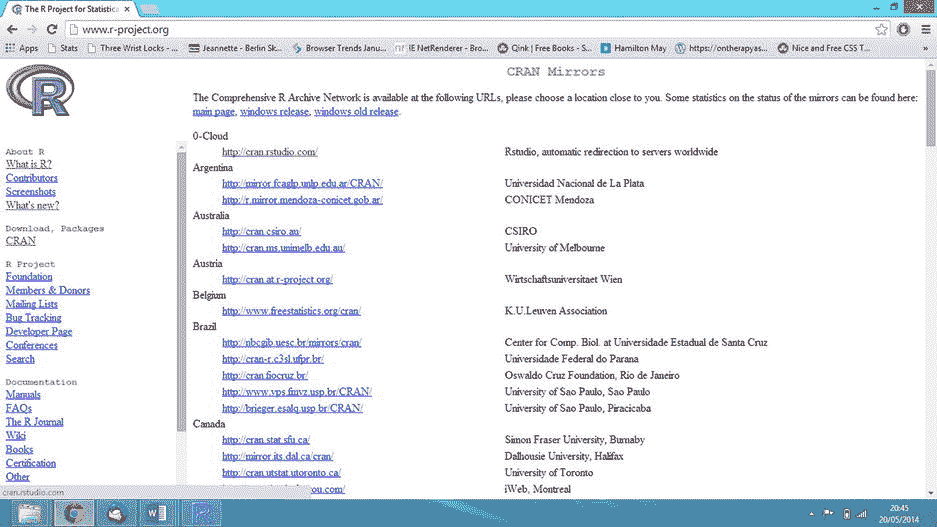 The R Project for Statistica
www.r-project.org
Apps Stats Three Wrist Locks - ... Jeannette - Berlin Sk... Browser Trends Janu... IE NetRenderer - Bro... Qink | Free Books - S... Hamilton May https://ontherapyas... Nice and Free CSS T... »
R
CRAN Mirrors
The Comprehensive R Archive Network is available at the following URLs, please choose a location close to you. Some statistics on the status of the mirrors can be found here:
main page, windows release, windows old release.
About R
What is R?
Contributors
Screenshots
What's new?
Download, Packages
CRAN
R Project
Foundation
Members & Donors
Mailing Lists
Bug Tracking
Developer Page
Conferences
Search
Documentation
Manuals
FAQs
The R Journal
Wiki
Books
Certification
Other
0-Cloud
http://cran.rstudio.com/ Rstudio, automatic redirection to servers worldwide
Argentina
http://mirror.fcaglp.unlp.edu.ar/CRAN/ Universidad Nacional de La Plata
http://r.mirror.mendoza-conicet.gob.ar/ CONICET Mendoza
Australia
http://cran.csiro.au/ CSIRO
http://cran.ms.unimelb.edu.au/ University of Melbourne
Austria
http://cran.at.r-project.org/ Wirtschaftsuniversitaet Wien
Belgium
http://www.freestatistics.org/cran/ K.U.Leuven Association
Brazil
http://nbcgib.uesc.br/mirrors/cran/ Center for Comp. Biol. at Universidade Estadual de Santa Cruz
http://cran-r.c3sl.ufpr.br/ Universidade Federal do Parana
http://cran.fiocruz.br/ Oswaldo Cruz Foundation, Rio de Janeiro
http://www.vps.fmvz.usp.br/CRAN/ University of Sao Paulo, Sao Paulo
http://brieger.esalq.usp.br/CRAN/ University of Sao Paulo, Piracicaba
Canada
http://cran.stat.sfu.ca/ Simon Fraser University, Burnaby
http://mirror.its.dal.ca/cran/ Dalhousie University, Halifax
http://cran.utstat.utoronto.ca/ University of Toronto
you.com/ iWeb, Montreal
cran.rstudio.com
20:45
20/05/2014